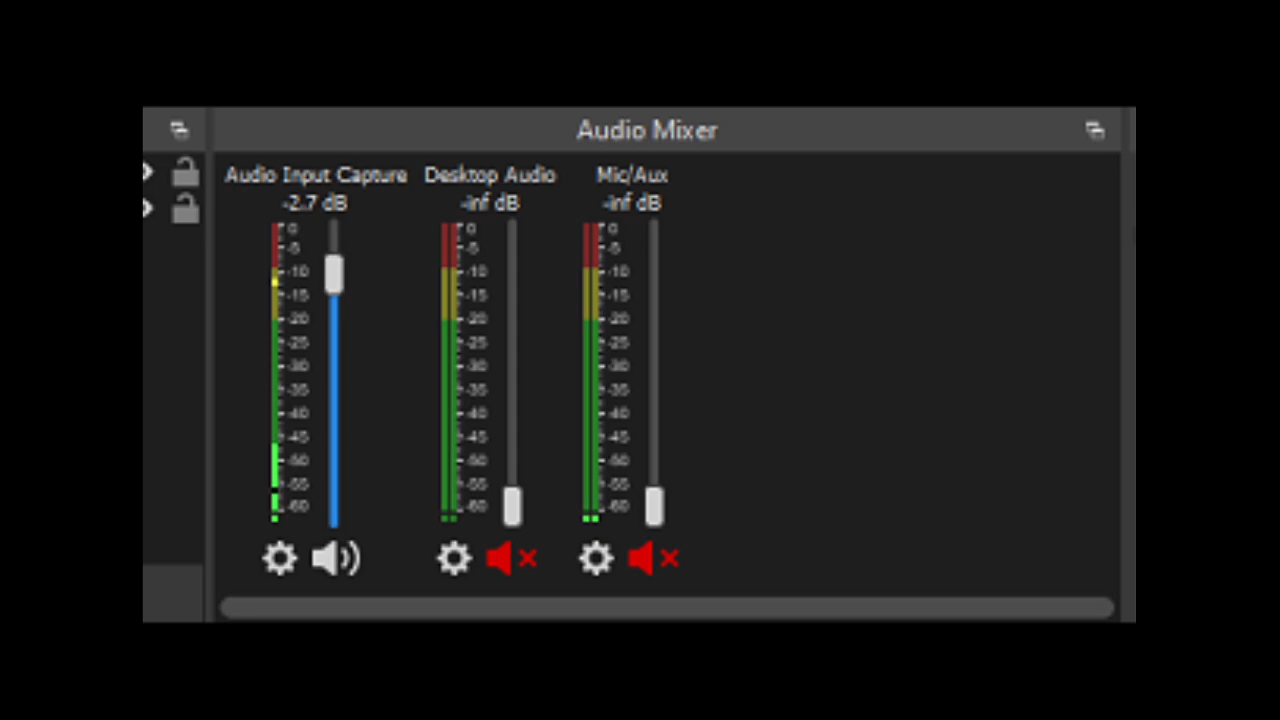 Audio Mixer
Audio Input Capture Desktop Audio Mic/Aux
-2.7 dB -inf dB -inf dB
0 0 0
-5 -5 -5
-10 -10 -10
-15 -15 -15
-20 -20 -20
-25 -25 -25
-30 -30 -30
-35 -35 -35
-40 -40 -40
-45 -45 -45
-50 -50 -50
-55 -55 -55
-60 -60 -60